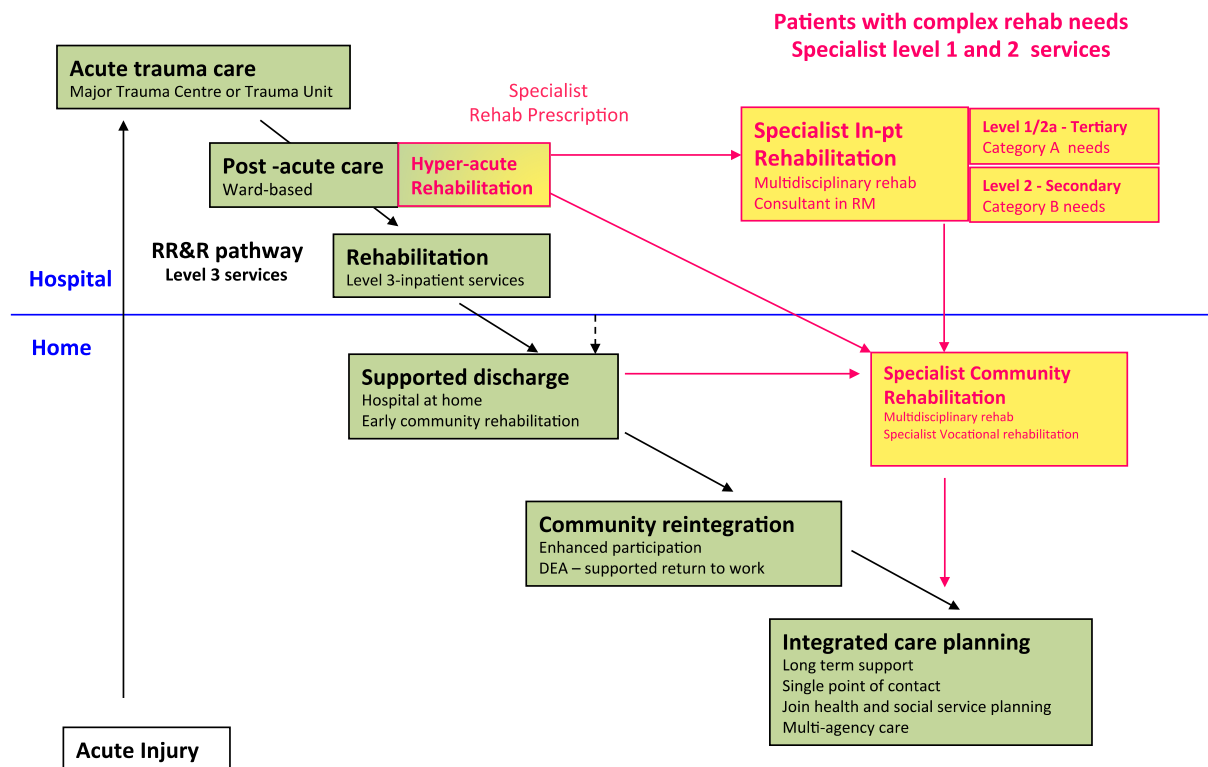 Patients with complex rehab needs
Specialist level 1 and 2 services
Acute trauma care
Major Trauma Centre or Trauma Unit
Specialist
Rehab Prescription
Specialist In-pt
Rehabilitation
Multidisciplinary rehab
Consultant in RM
Level 1/2a - Tertiary
Category A needs
Level 2 - Secondary
Category B needs
Post -acute care
Ward-based
Hyper-acute
Rehabilitation
RR&R pathway
Level 3 services
Rehabilitation
Level 3-inpatient services
Hospital
Home
Supported discharge
Hospital at home
Early community rehabilitation
Specialist Community
Rehabilitation
Multidisciplinary rehab
Specialist Vocational rehabilitation
Community reintegration
Enhanced participation
DEA – supported return to work
Integrated care planning
Long term support
Single point of contact
Join health and social service planning
Multi-agency care
Acute Injury